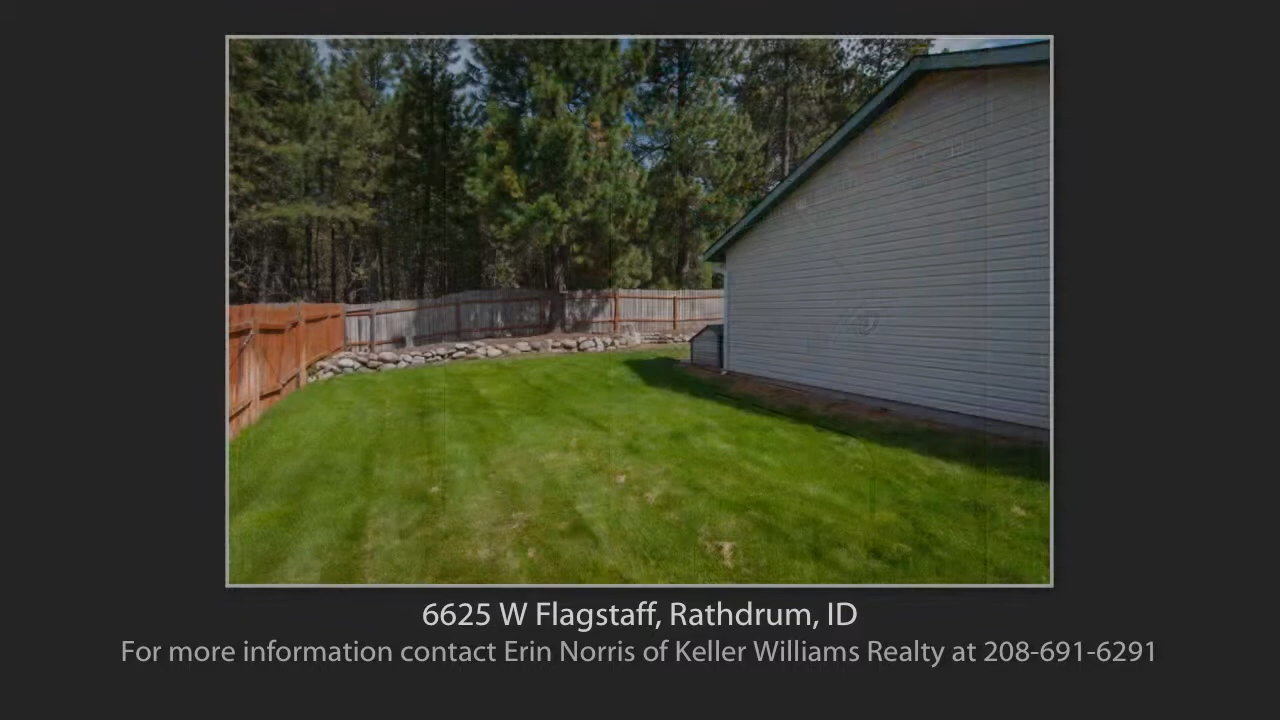 6625 W Flagstaff, Rathdrum, ID
For more information contact Erin Norris of Keller Williams Realty at 208-691-6291